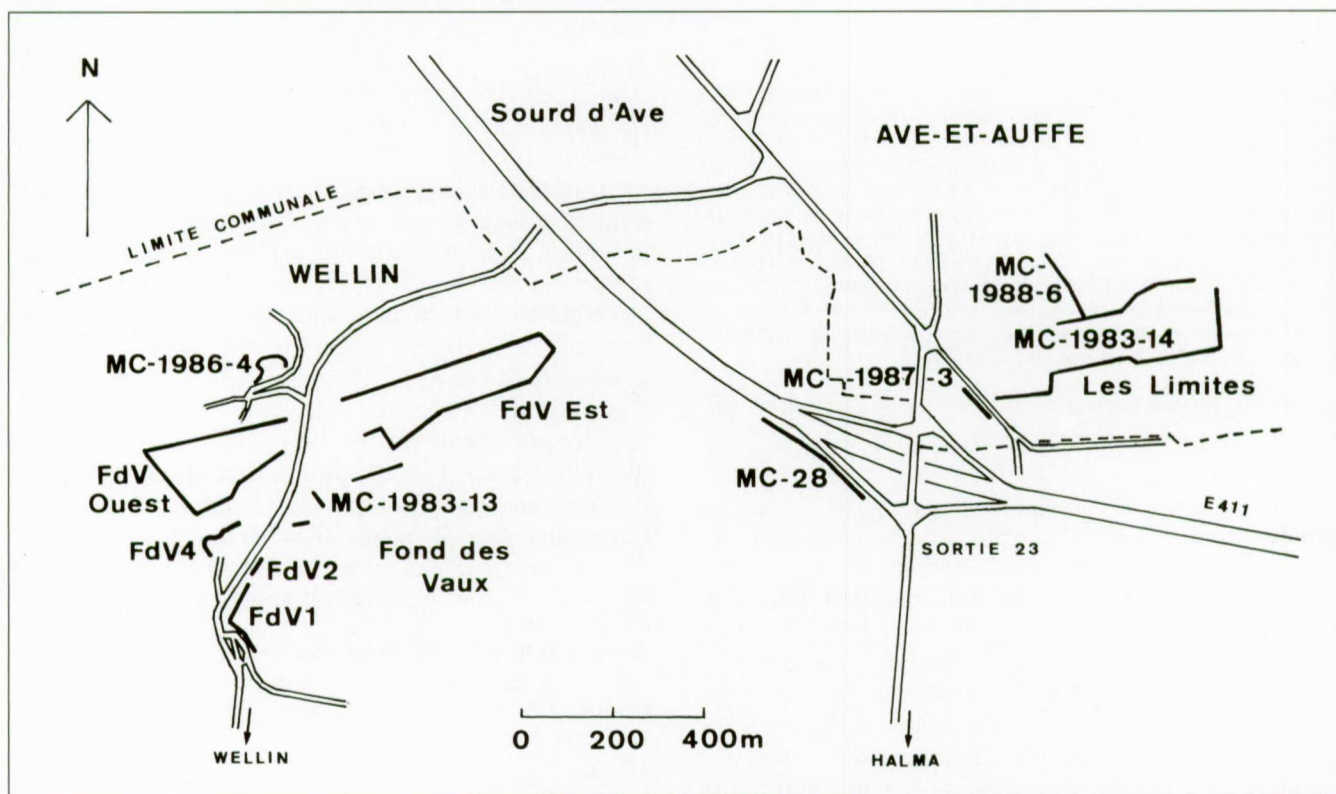 N
Sourd d'Ave
AVE-ET-AUFFE
LIMITE COMMUNALE
WELLIN
MC-
1988-6
MC-1986-4
MC-1983-14
MC-1987-3
Les Limites
FdV Est
FdV
Ouest
MC-28
MC-1983-13
E411
FdV4
SORTIE 23
Fond des
Vaux
FdV2
FdV1
0 200 400m
WELLIN
HALMA